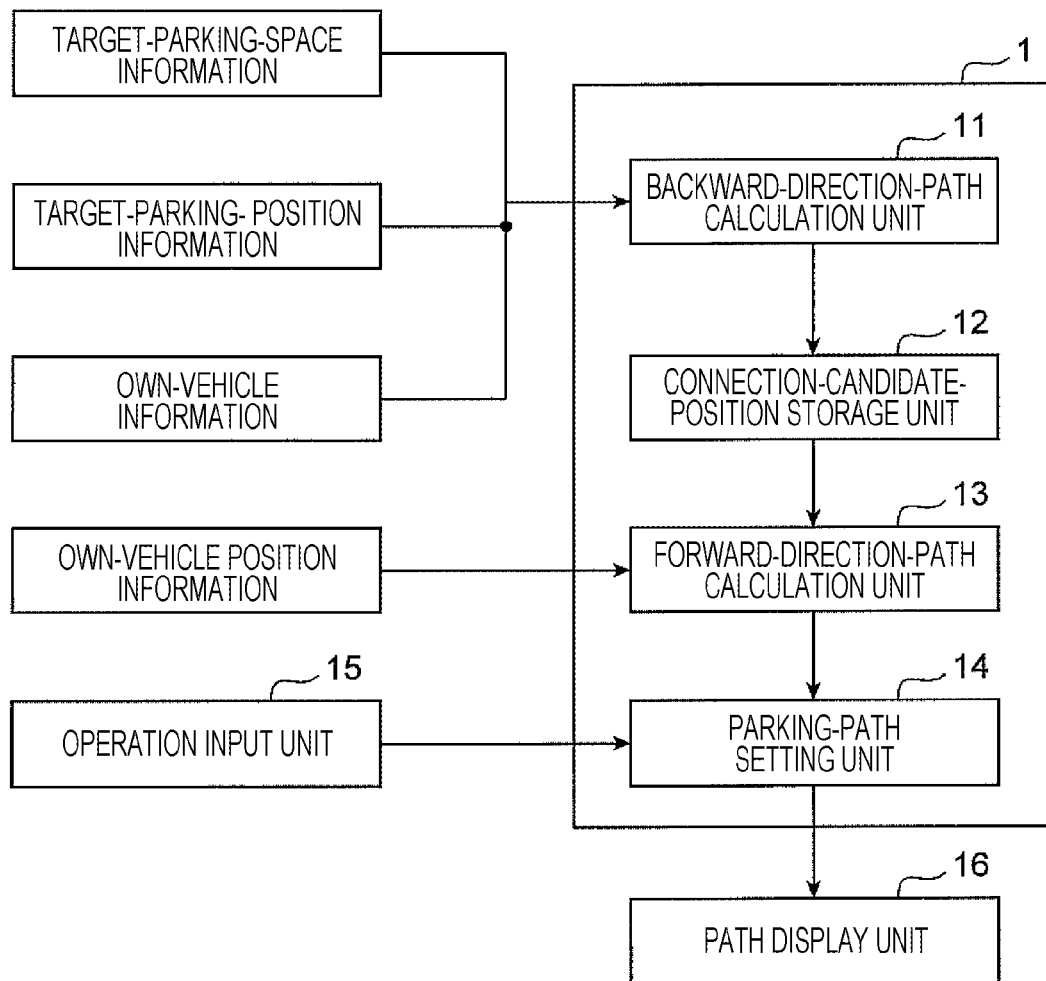 TARGET-PARKING-SPACE
INFORMATION
1
11
TARGET-PARKING- POSITION
INFORMATION
BACKWARD-DIRECTION-PATH
CALCULATION UNIT
12
OWN-VEHICLE
INFORMATION
CONNECTION-CANDIDATE-
POSITION STORAGE UNIT
13
OWN-VEHICLE POSITION
INFORMATION
FORWARD-DIRECTION-PATH
CALCULATION UNIT
15
14
OPERATION INPUT UNIT
PARKING-PATH
SETTING UNIT
16
PATH DISPLAY UNIT